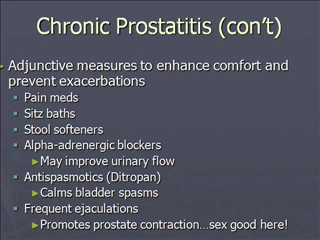 Chronic Prostatitis (con't)
Adjunctive measures to enhance comfort and
prevent exacerbations
Pain meds
Sitz baths
Stool softeners
Alpha-adrenergic blockers
May improve urinary flow
Antispasmotics (Ditropan)
Calms bladder spasms
Frequent ejaculations
Promotes prostate contraction...sex good here!